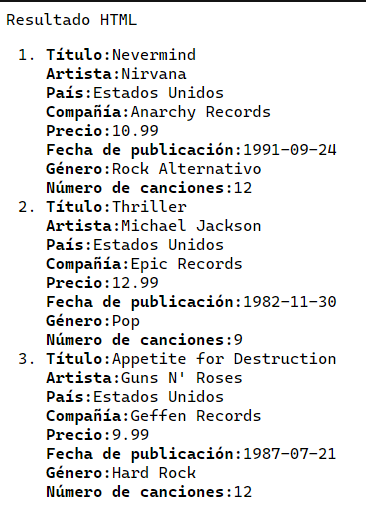 Resultado HTML
1. Título:Nevermind
Artista:Nirvana
País:Estados Unidos
Compañía:Anarchy Records
Precio:10.99
Fecha de publicación:1991-09-24
Género:Rock Alternativo
Número de canciones:12
2. Título:Thriller
Artista:Michael Jackson
País:Estados Unidos
Compañía:Epic Records
Precio:12.99
Fecha de publicación:1982-11-30
Género:Pop
Número de canciones:9
3. Título:Appetite for Destruction
Artista:Guns N' Roses
País:Estados Unidos
Compañía:Geffen Records
Precio:9.99
Fecha de publicación:1987-07-21
Género:Hard Rock
Número de canciones:12